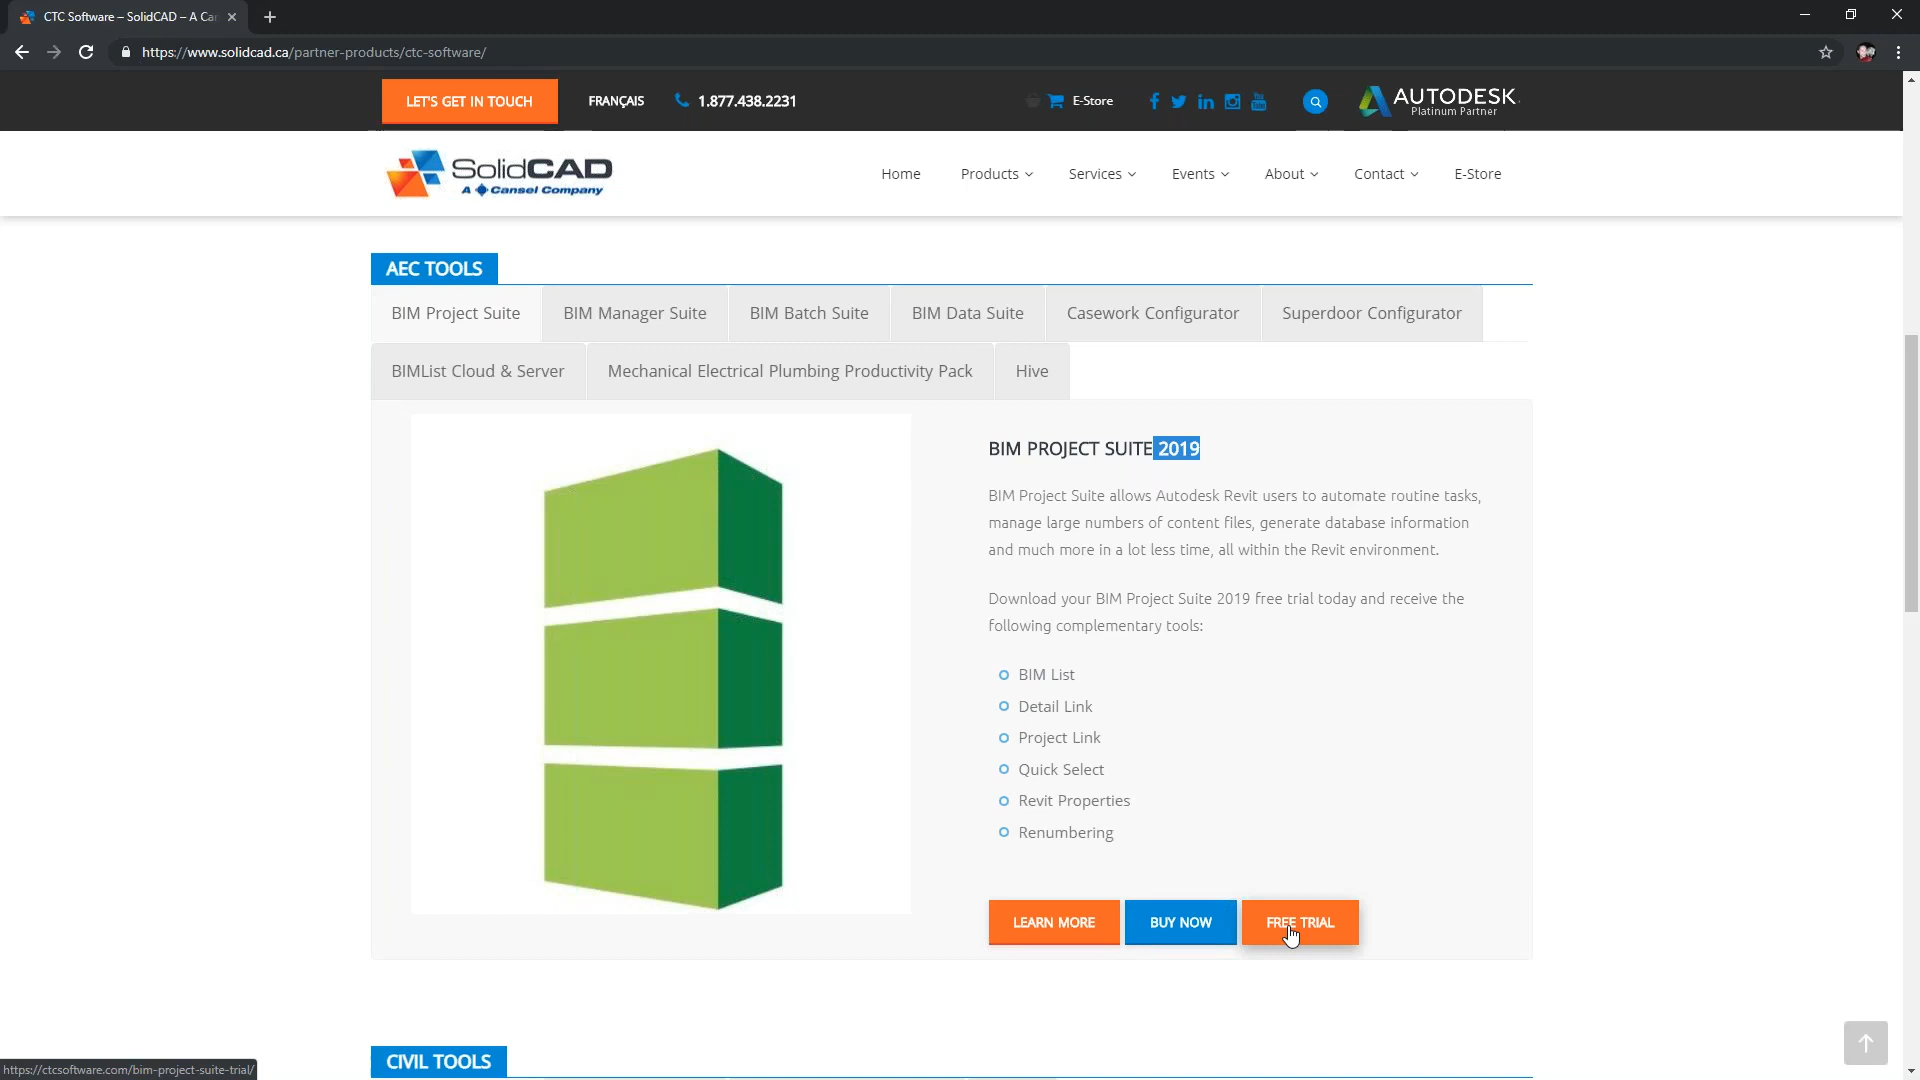 CTC Software – SolidCAD – A Ca
https://www.solidcad.ca/partner-products/ctc-software/
LET'S GET IN TOUCH
FRANÇAIS
1.877.438.2231
E-Store
You
Tube
AUTODESK
Platinum Partner
SolidCAD
A Cansel Company
Home
Products
Services
Events
About
Contact
E-Store
AEC TOOLS
BIM Project Suite
BIM Manager Suite
BIM Batch Suite
BIM Data Suite
Casework Configurator
Superdoor Configurator
BIMList Cloud & Server
Mechanical Electrical Plumbing Productivity Pack
Hive
BIM PROJECT SUITE 2019
BIM Project Suite allows Autodesk Revit users to automate routine tasks,
manage large numbers of content files, generate database information
and much more in a lot less time, all within the Revit environment.
Download your BIM Project Suite 2019 free trial today and receive the
following complementary tools:
BIM List
Detail Link
Project Link
Quick Select
Revit Properties
Renumbering
LEARN MORE
BUY NOW
FREE TRIAL
CIVIL TOOLS
https://ctcsoftware.com/bim-project-suite-trial/